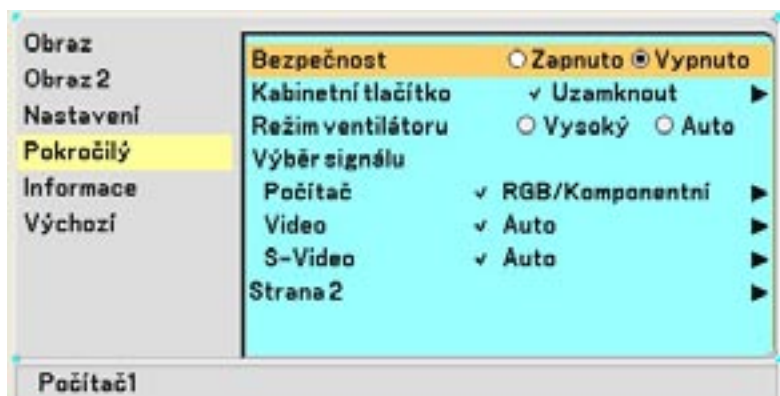 Obraz
Obraz 2
Nastavení
Pokročilý
Informace
Výchozí
Bezpečnost Zapnuto Vypnuto
Kabinetní tlačítko Uzamknout
Režim ventilátoru Vysoký Auto
Výběr signálu
Počítač RGB/Komponentní
Video Auto
S-Video Auto
Strana 2
Počítač1